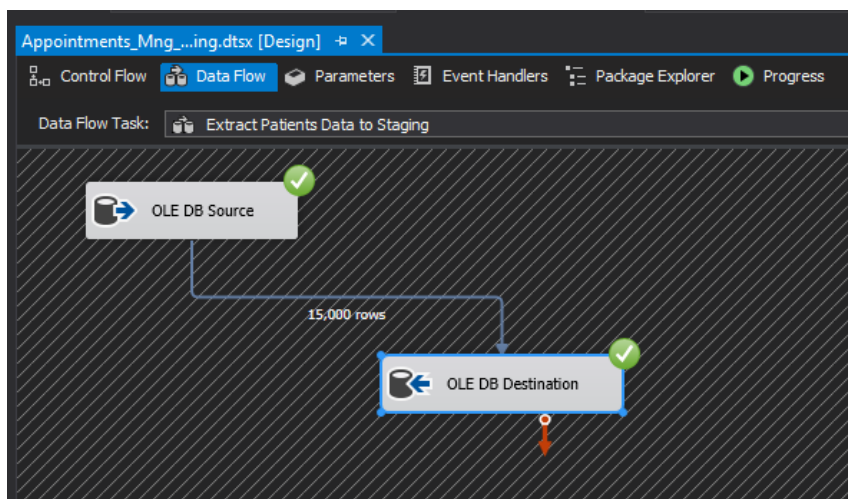 Appointments_Mng_...ing.dtsx [Design]
Control Flow Data Flow Parameters Event Handlers Package Explorer Progress
Data Flow Task: Extract Patients Data to Staging
OLE DB Source
15,000 rows
OLE DB Destination